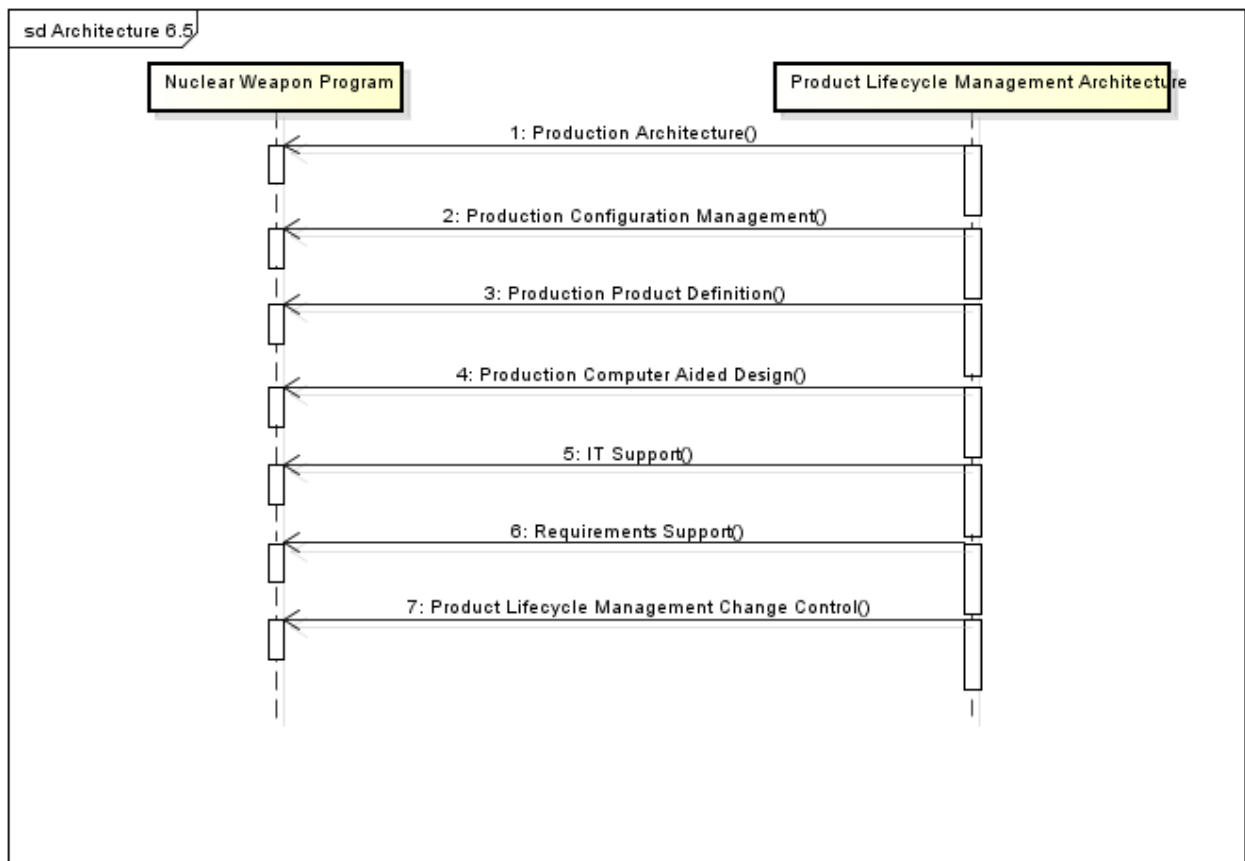 sd Architecture 6.5
Nuclear Weapon Program
Product Lifecycle Management Architecture
1: Production Architecture()
2: Production Configuration Management()
3: Production Product Definition()
4: Production Computer Aided Design()
5: IT Support()
6: Requirements Support()
7: Product Lifecycle Management Change Control()